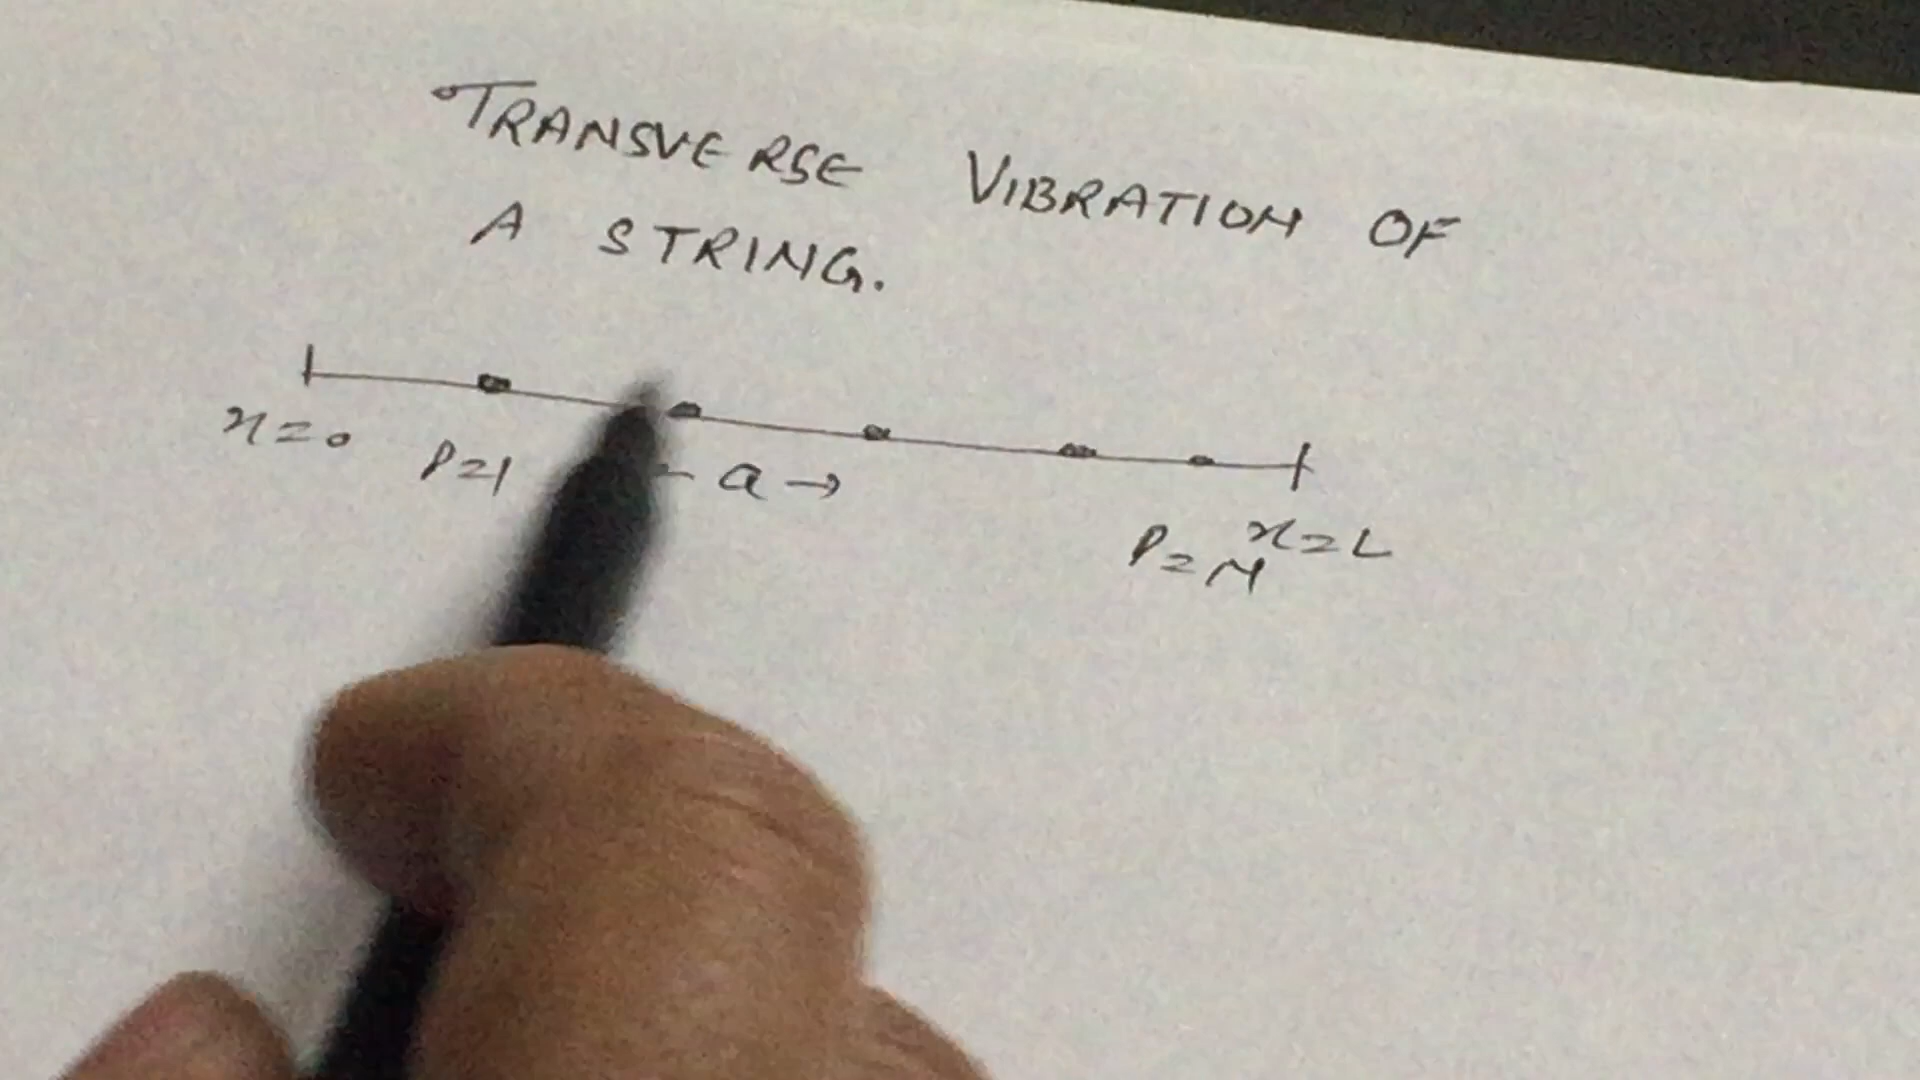 TRANSVERSE VIBRATION OF
A STRING.
x=0
P=1
a →
P=N
x=L